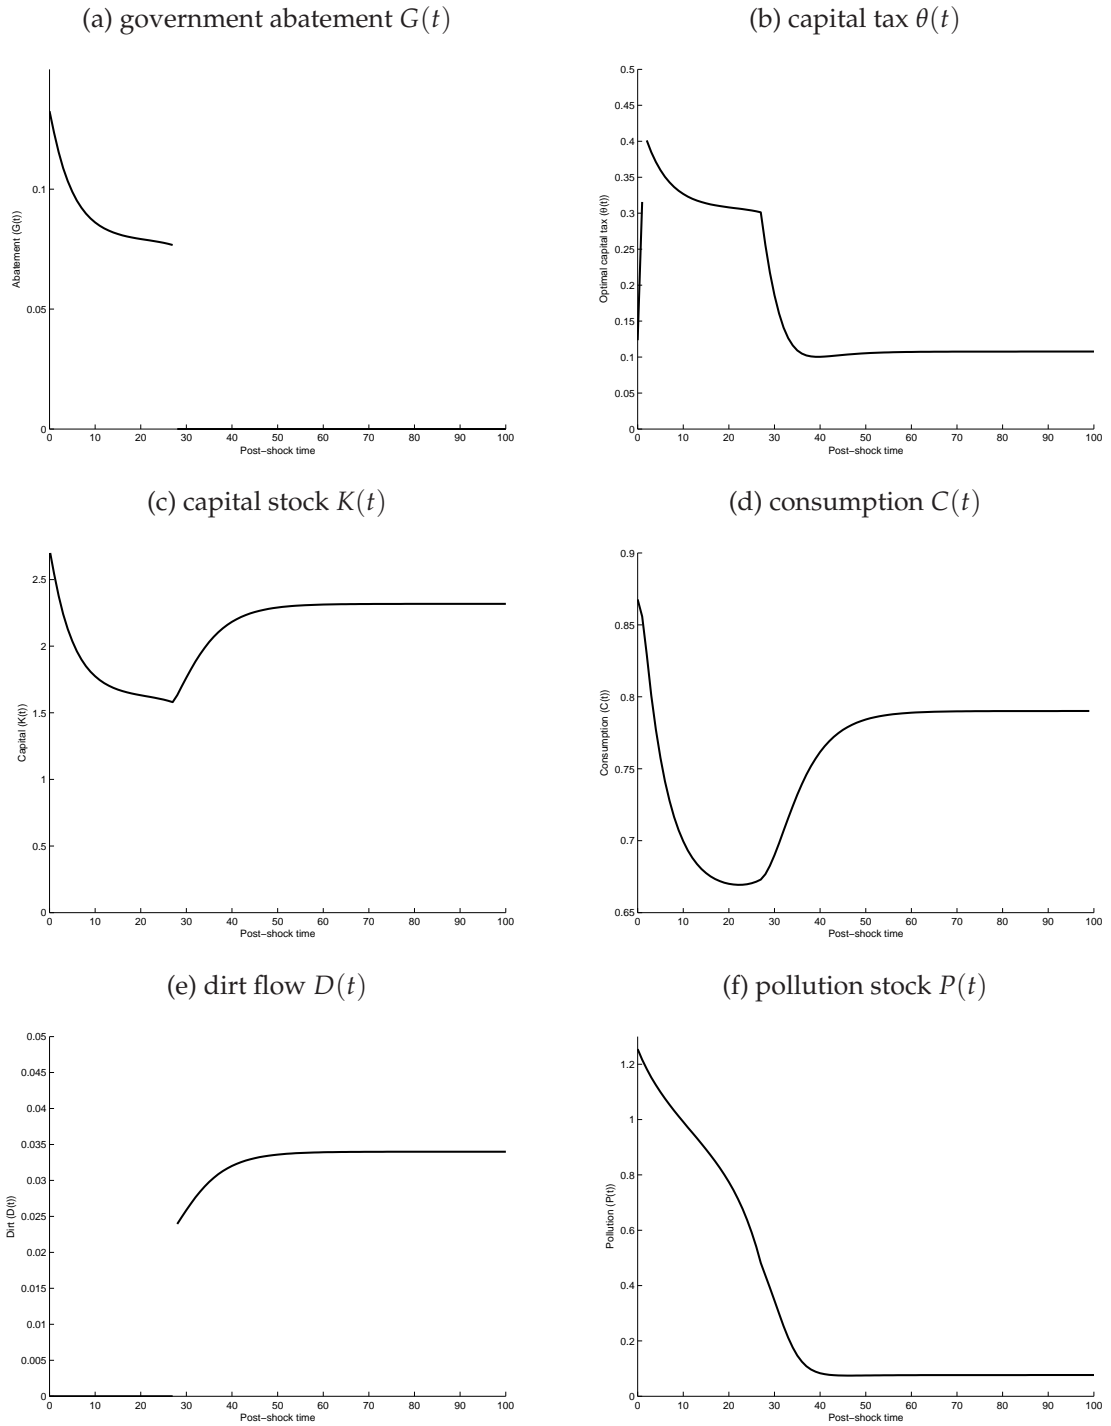 (a) government abatement G(t)
(b) capital tax θ(t)
0.1
0.05
0
Abatement (G(t))
0 10 20 30 40 50 60 70 80 90 100
Post−shock time
0.5
0.45
0.4
0.35
0.3
0.25
0.2
0.15
0.1
0.05
0
Optimal capital tax (θ(t))
0 10 20 30 40 50 60 70 80 90 100
Post−shock time
(c) capital stock K(t)
(d) consumption C(t)
2.5
2
1.5
1
0.5
0
Capital (K(t))
0 10 20 30 40 50 60 70 80 90 100
Post−shock time
0.9
0.85
0.8
0.75
0.7
0.65
Consumption (C(t))
0 10 20 30 40 50 60 70 80 90 100
Post−shock time
(e) dirt flow D(t)
(f) pollution stock P(t)
0.05
0.045
0.04
0.035
0.03
0.025
0.02
0.015
0.01
0.005
0
Dirt (D(t))
0 10 20 30 40 50 60 70 80 90 100
Post−shock time
1.2
1
0.8
0.6
0.4
0.2
0
Pollution (P(t))
0 10 20 30 40 50 60 70 80 90 100
Post−shock time